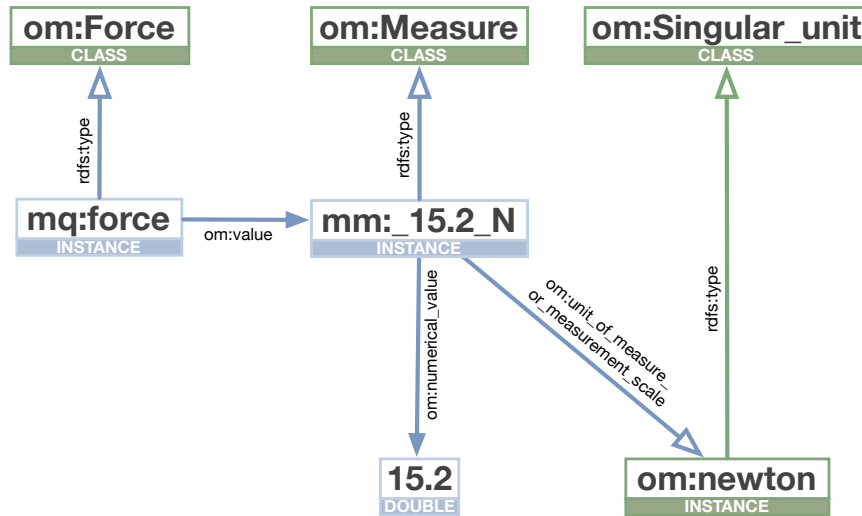 om:Force
CLASS
om:Measure
CLASS
om:Singular_unit
CLASS
rdfs:type
rdfs:type
rdfs:type
mq:force
INSTANCE
om:value
mm:_15.2_N
INSTANCE
om:numerical_value
om:unit_of_measure_
or_measurement_scale
15.2
DOUBLE
om:newton
INSTANCE